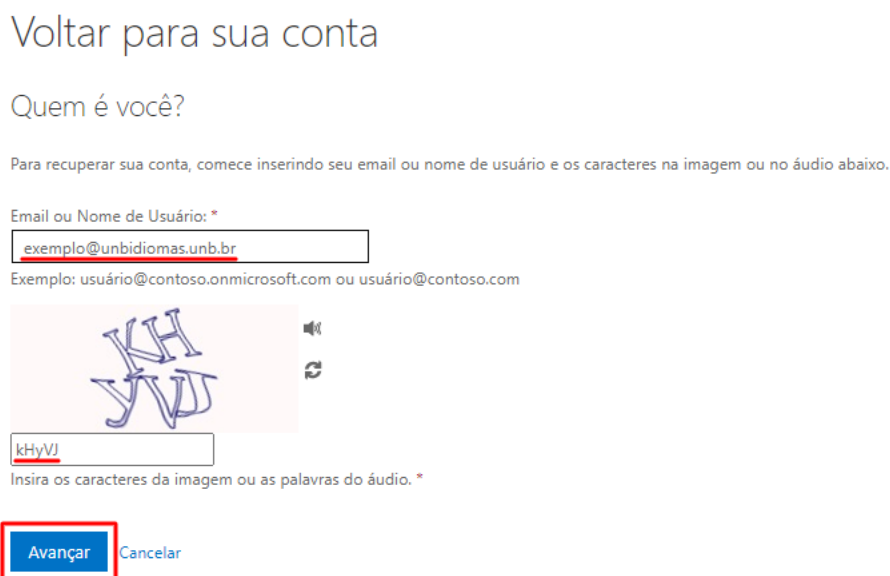 Voltar para sua conta
Quem é você?
Para recuperar sua conta, comece inserindo seu email ou nome de usuário e os caracteres na imagem ou no áudio abaixo.
Email ou Nome de Usuário: *
exemplo@unbidiomas.unb.br
Exemplo: usuário@contoso.onmicrosoft.com ou usuário@contoso.com
KH
yVJ
kHyVJ
Insira os caracteres da imagem ou as palavras do áudio. *
Avançar Cancelar